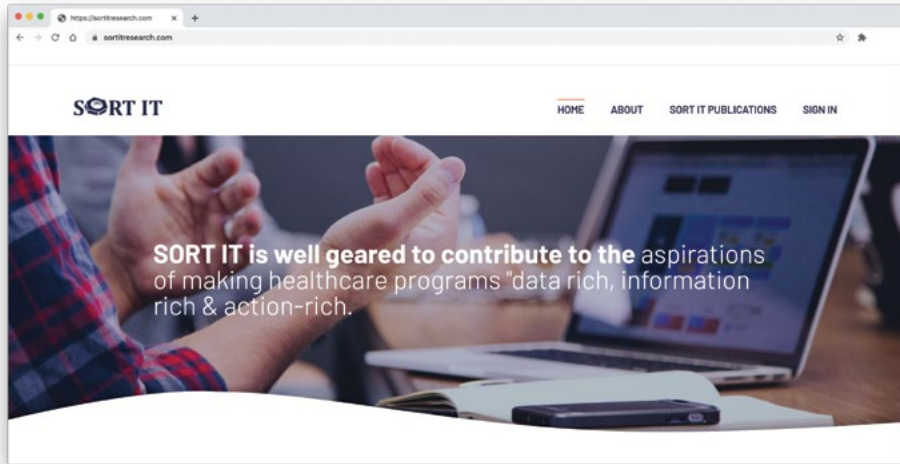 https://sortitresearch.com
sortitresearch.com
SORT IT
HOME ABOUT SORT IT PUBLICATIONS SIGN IN
SORT IT is well geared to contribute to the aspirations
of making healthcare programs "data rich, information
rich & action-rich.